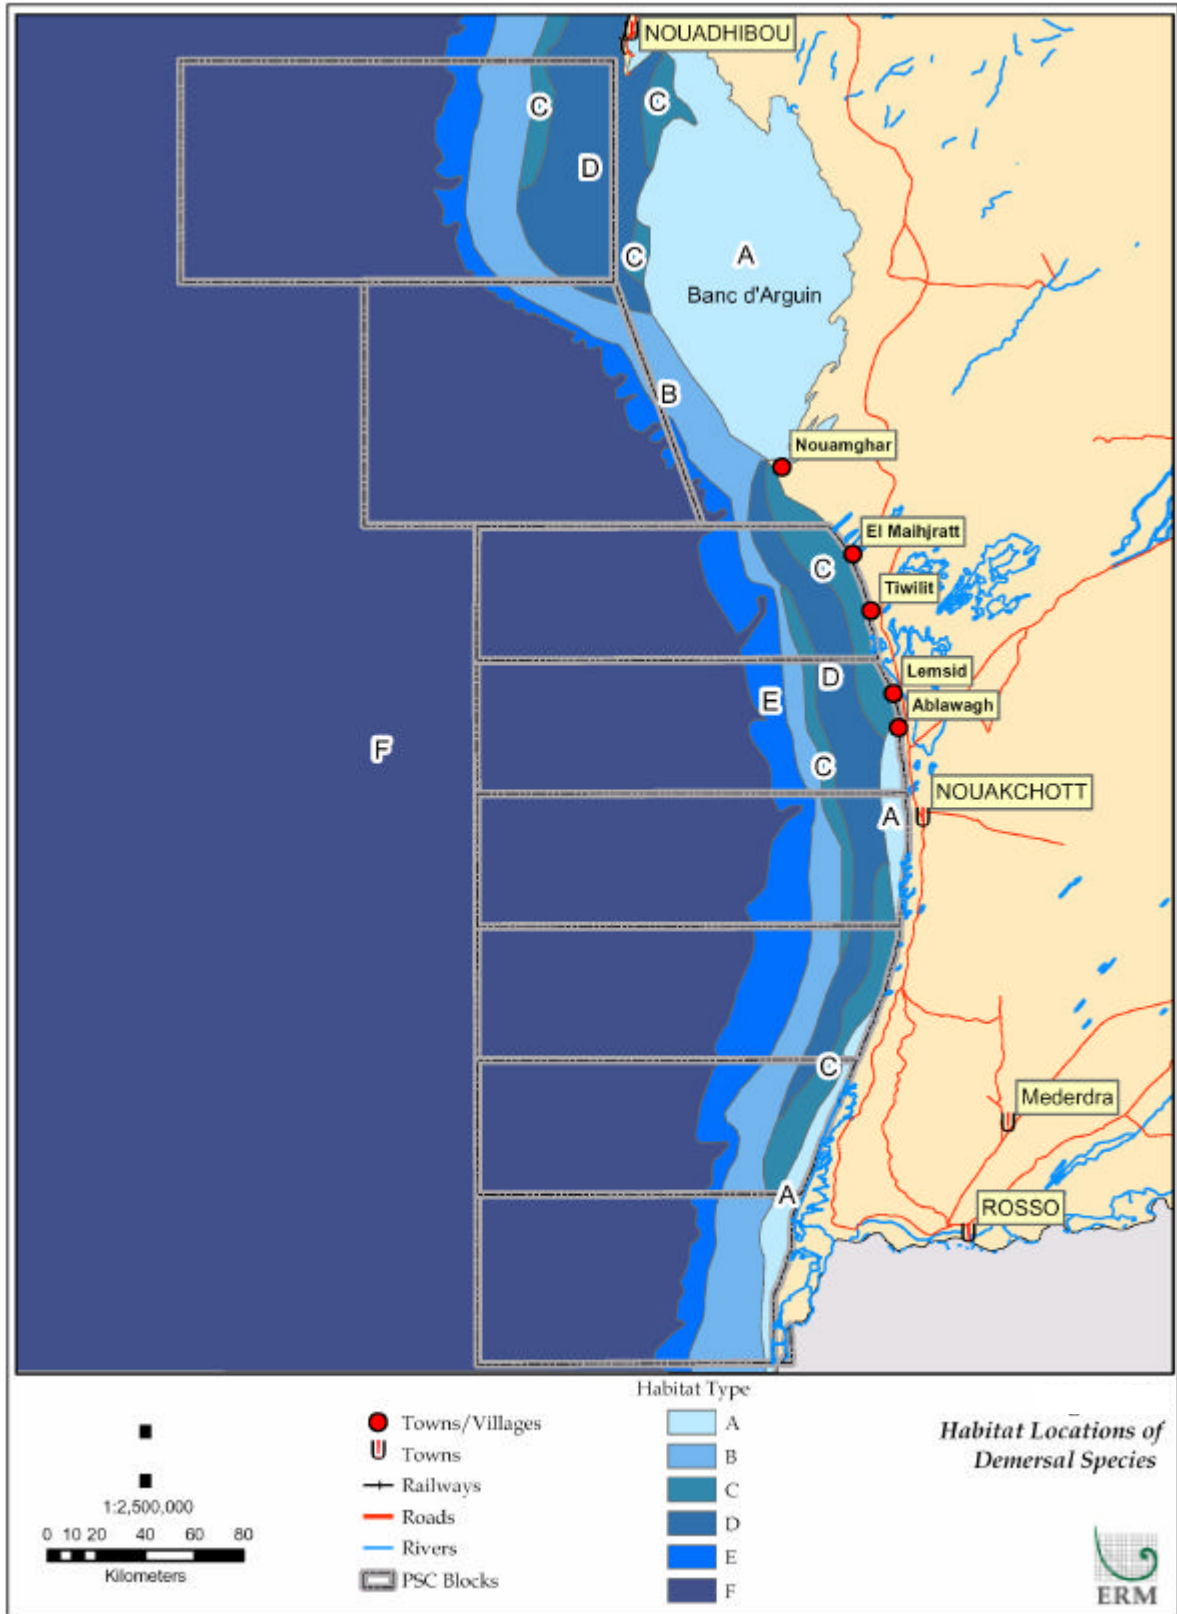 NOUADHIBOU
C
C
D
C
A
Banc d'Arguin
B
Nouamghar
El Maihjratt
C
Tiwilit
D
Lemsid
E
Ablawagh
F
C
NOUAKCHOTT
A
C
Mederdra
A
ROSSO
Habitat Type
Towns/Villages
Towns
Railways
Roads
Rivers
PSC Blocks
A
B
C
D
E
F
1:2,500,000
0 10 20 40 60 80
Kilometers
Habitat Locations of
Demersal Species
ERM